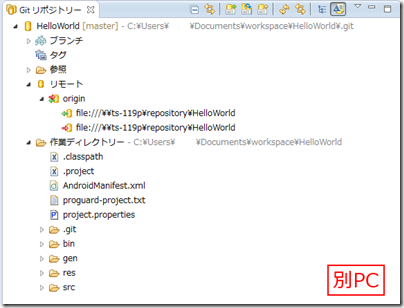 Git リポジトリー
HelloWorld [master] - C:¥Users¥ ¥Documents¥workspace¥HelloWorld¥.git
ブランチ
タグ
参照
リモート
origin
file:///¥¥ts-119p¥repository¥HelloWorld
file:///¥¥ts-119p¥repository¥HelloWorld
作業ディレクトリー - C:¥Users¥ ¥Documents¥workspace¥HelloWorld
.classpath
.project
AndroidManifest.xml
proguard-project.txt
project.properties
.git
bin
gen
res
src
別PC